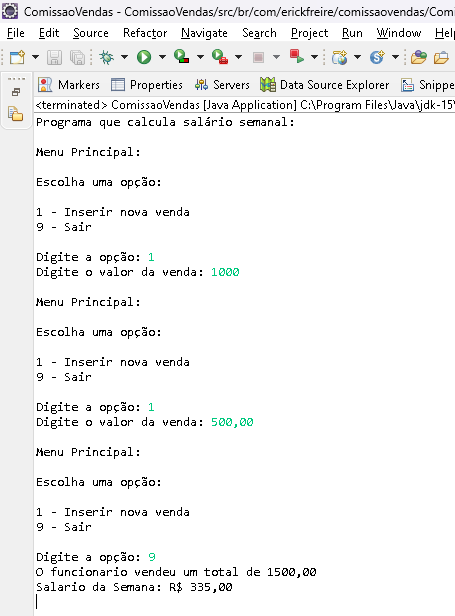 ComissaoVendas - ComissaoVendas/src/br/com/erickfreire/comissaovendas/Comi
File Edit Source Refactor Navigate Search Project Run Window Help
Markers Properties Servers Data Source Explorer Snippe
<terminated> ComissaoVendas [Java Application] C:\Program Files\Java\jdk-15\
Programa que calcula salário semanal:
Menu Principal:
Escolha uma opção:
1 - Inserir nova venda
9 - Sair
Digite a opção: 1
Digite o valor da venda: 1000
Menu Principal:
Escolha uma opção:
1 - Inserir nova venda
9 - Sair
Digite a opção: 1
Digite o valor da venda: 500,00
Menu Principal:
Escolha uma opção:
1 - Inserir nova venda
9 - Sair
Digite a opção: 9
O funcionario vendeu um total de 1500,00
Salario da Semana: R$ 335,00